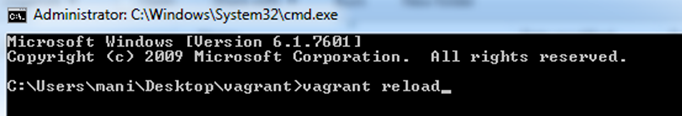 Administrator: C:\Windows\System32\cmd.exe
Microsoft Windows [Version 6.1.7601]
Copyright (c) 2009 Microsoft Corporation.  All rights reserved.
C:\Users\mani\Desktop\vagrant>vagrant reload_